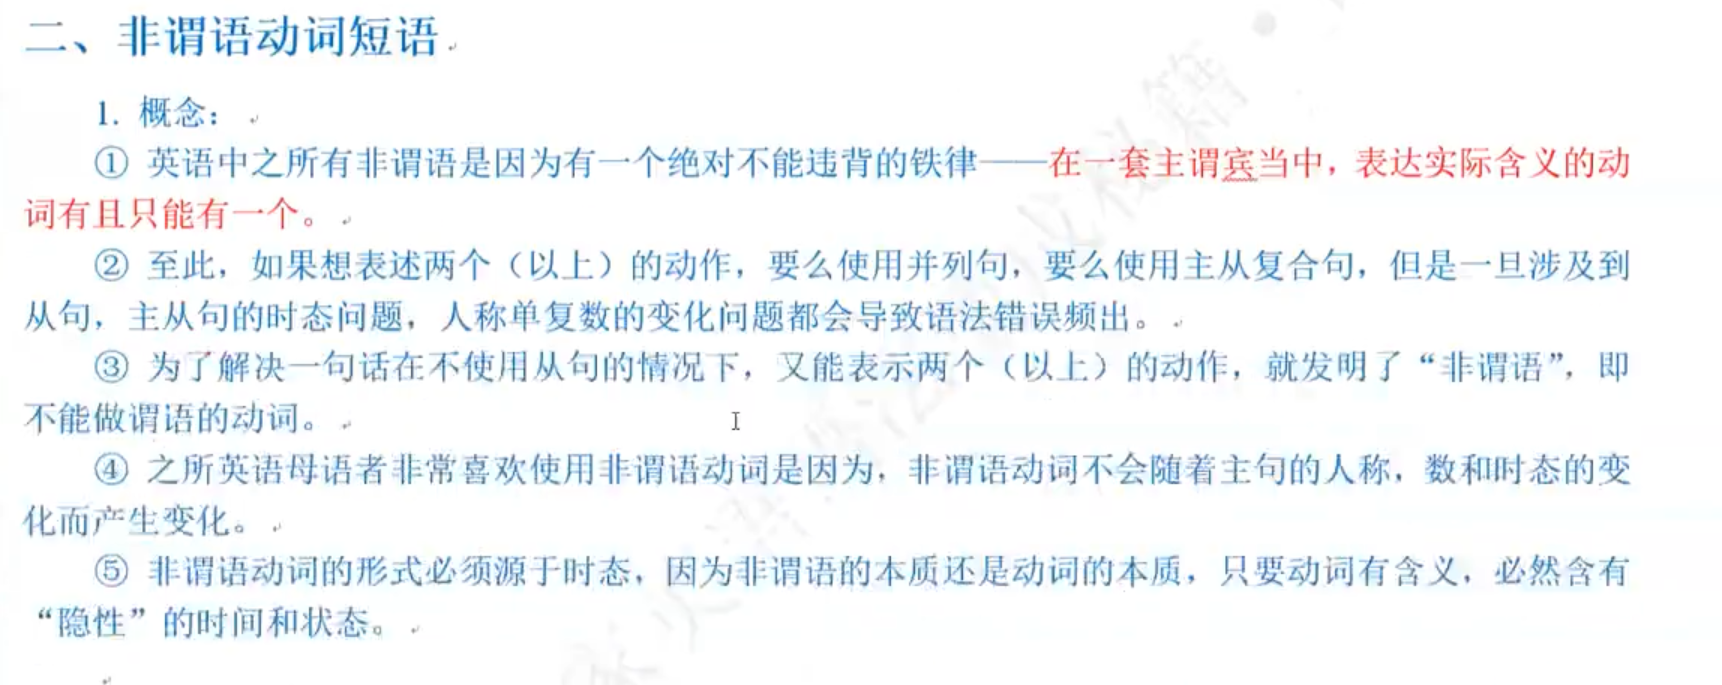 二、非谓语动词短语
1. 概念：
① 英语中之所有非谓语是因为有一个绝对不能违背的铁律——在一套主谓宾当中，表达实际含义的动
词有且只能有一个。
② 至此，如果想表述两个（以上）的动作，要么使用并列句，要么使用主从复合句，但是一旦涉及到
从句，主从句的时态问题，人称单复数的变化问题都会导致语法错误频出。
③ 为了解决一句话在不使用从句的情况下，又能表示两个（以上）的动作，就发明了“非谓语”，即
不能做谓语的动词。
④ 之所英语母语者非常喜欢使用非谓语动词是因为，非谓语动词不会随着主句的人称，数和时态的变
化而产生变化。
⑤ 非谓语动词的形式必须源于时态，因为非谓语的本质还是动词的本质，只要动词有含义，必然含有
“隐性”的时间和状态。